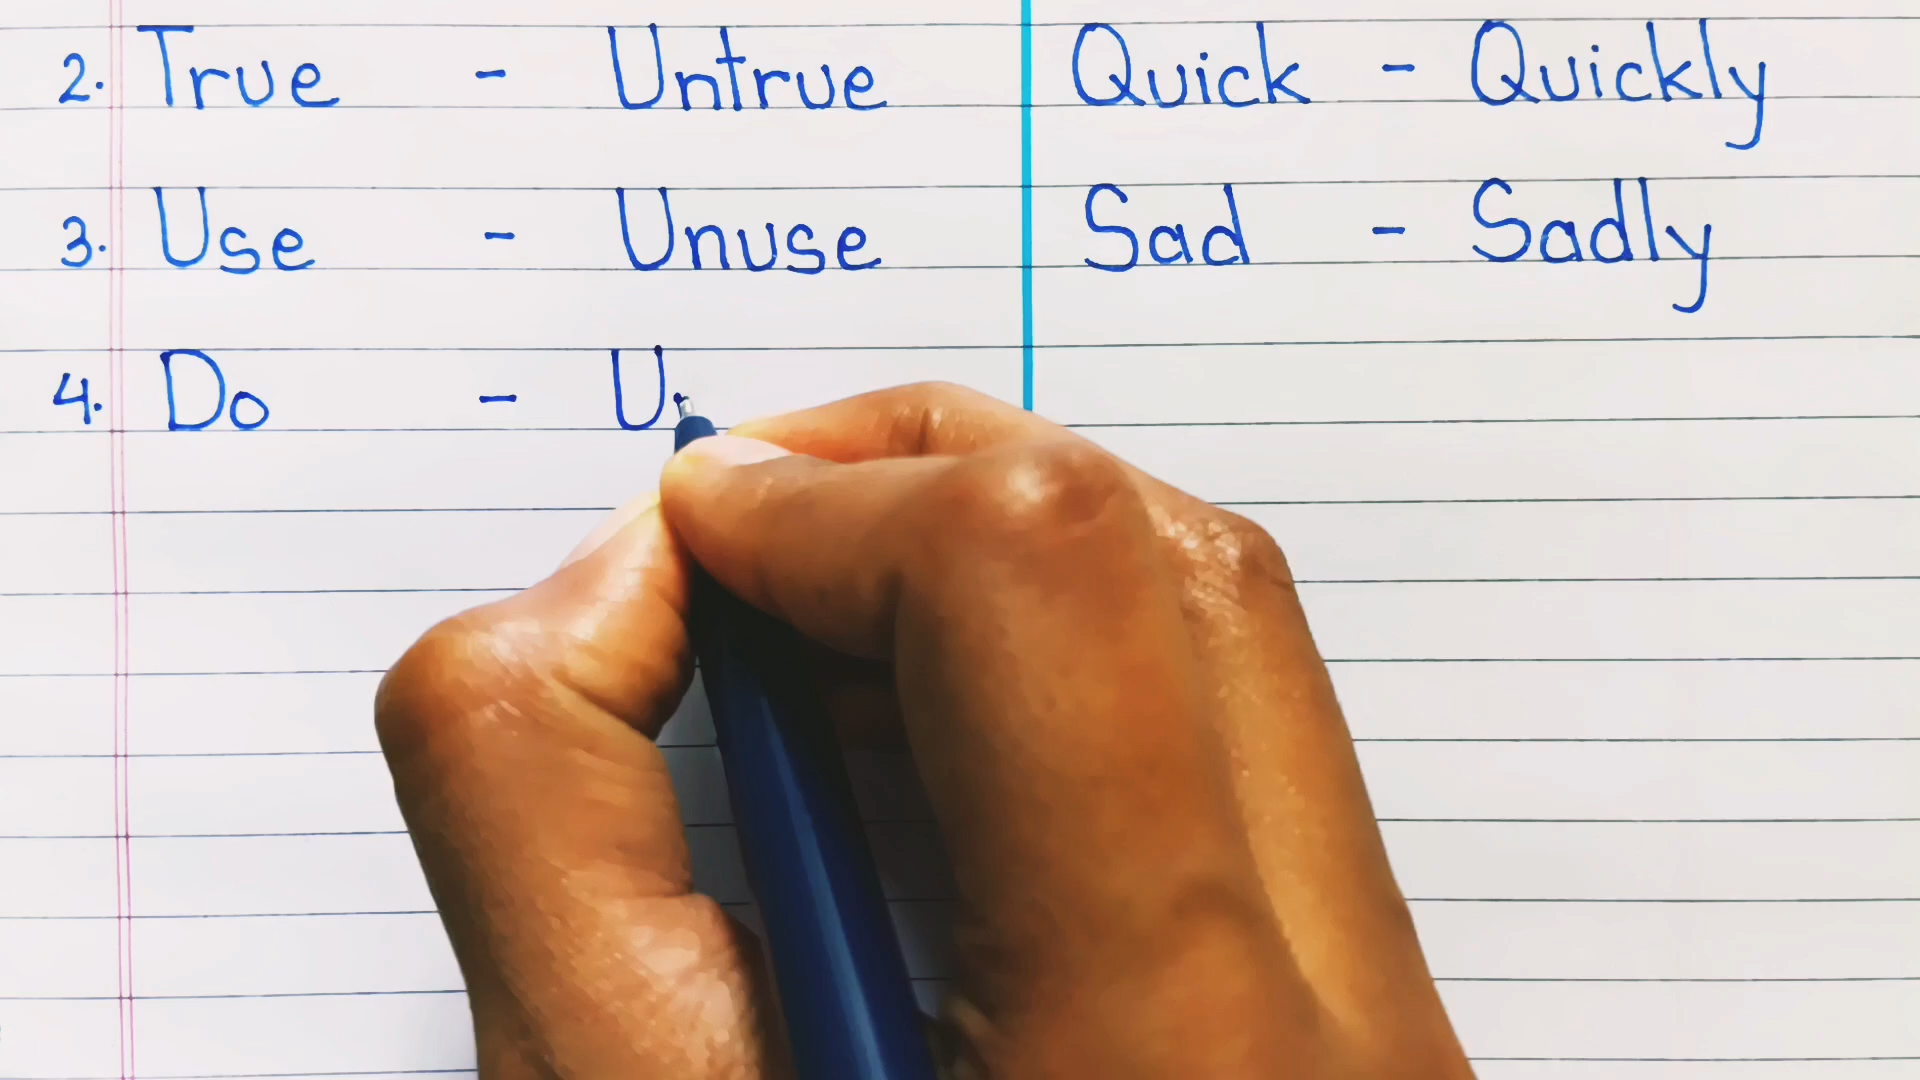 2. True - Untrue Quick - Quickly
3. Use - Unuse Sad - Sadly
4. Do - U